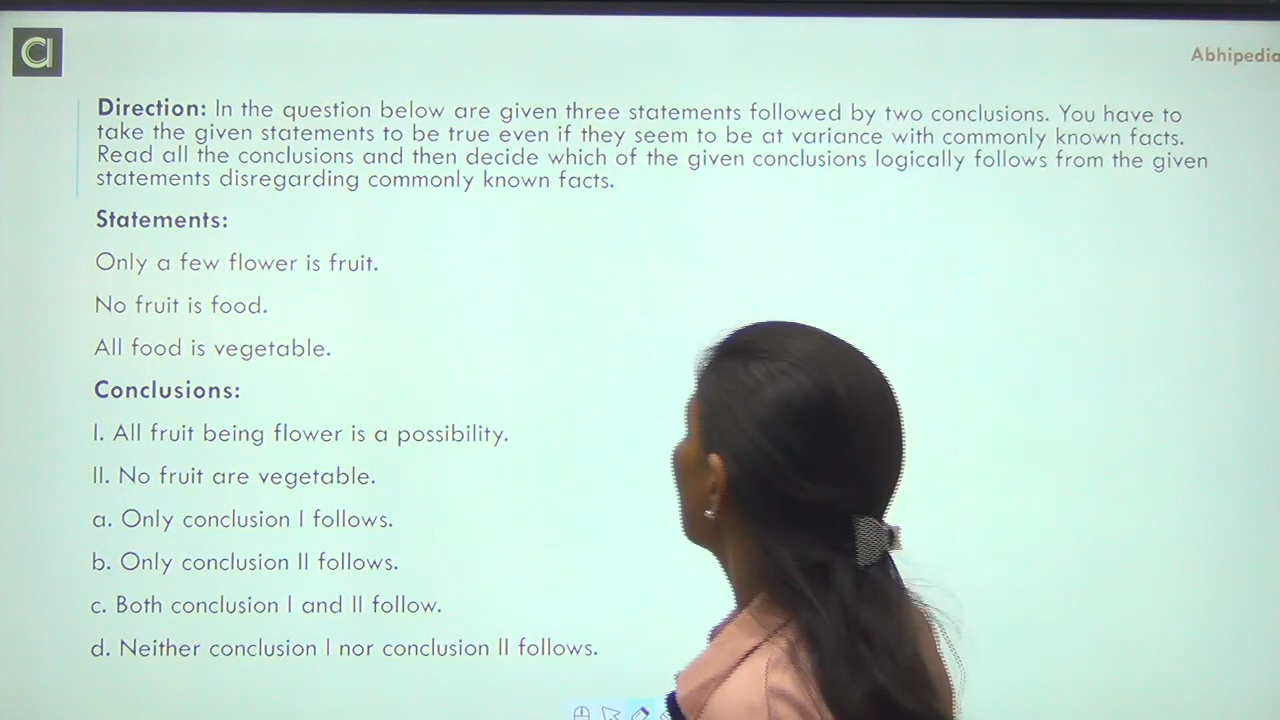 a
Abhipedia
Direction: In the question below are given three statements followed by two conclusions. You have to
take the given statements to be true even if they seem to be at variance with commonly known facts.
Read all the conclusions and then decide which of the given conclusions logically follows from the given
statements disregarding commonly known facts.
Statements:
Only a few flower is fruit.
No fruit is food.
All food is vegetable.
Conclusions:
I. All fruit being flower is a possibility.
II. No fruit are vegetable.
a. Only conclusion I follows.
b. Only conclusion II follows.
c. Both conclusion I and II follow.
d. Neither conclusion I nor conclusion II follows.